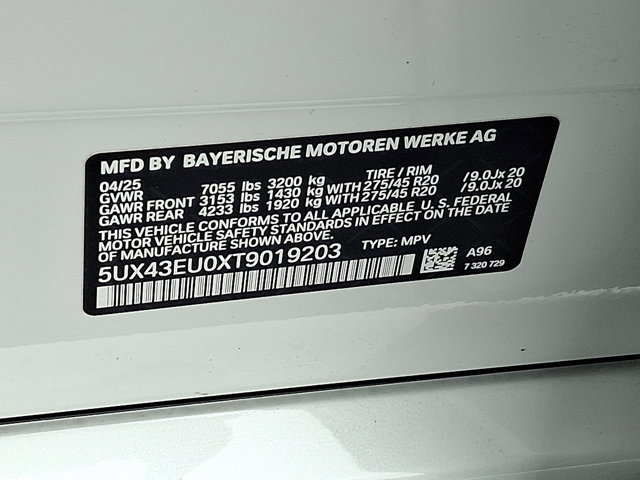 MFD BY BAYERISCHE MOTOREN WERKE AG
04/25 TIRE / RIM
GVWR 7055 lbs 3200 kg
GAWR FRONT 3153 lbs 1430 kg WITH 275/45 R20 /9.0Jx 20
GAWR REAR 4233 lbs 1920 kg WITH 275/45 R20 /9.0Jx 20
THIS VEHICLE CONFORMS TO ALL APPLICABLE U.S. FEDERAL
MOTOR VEHICLE SAFETY STANDARDS IN EFFECT ON THE DATE
OF MANUFACTURE SHOWN ABOVE.
5UX43EU0XT9019203 TYPE: MPV
A96
7 320 729